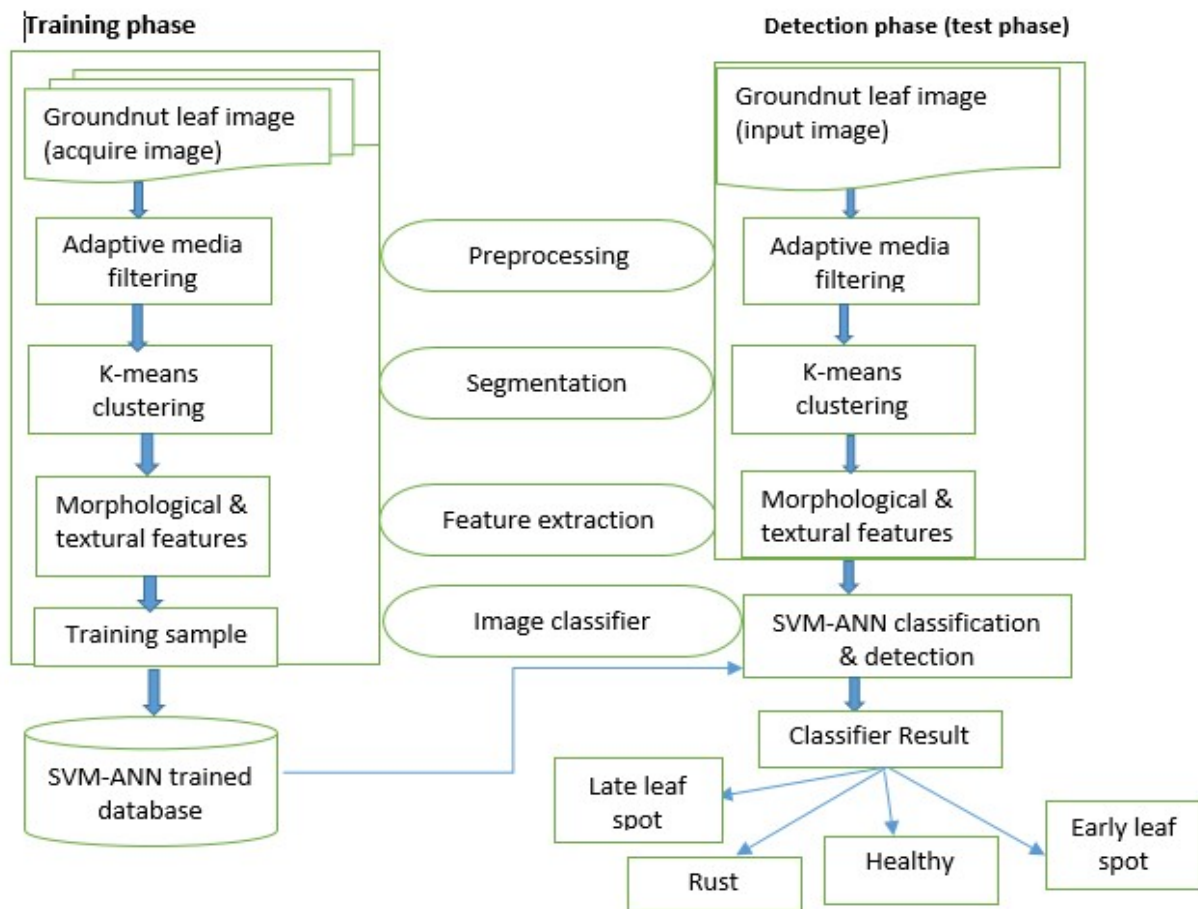 Training phase
Groundnut leaf image
(acquire image)
Adaptive media
filtering
K-means
clustering
Morphological &
textural features
Training sample
SVM-ANN trained
database
Preprocessing
Segmentation
Feature extraction
Image classifier
Detection phase (test phase)
Groundnut leaf image
(input image)
Adaptive media
filtering
K-means
clustering
Morphological &
textural features
SVM-ANN classification
& detection
Classifier Result
Late leaf
spot
Rust
Healthy
Early leaf
spot